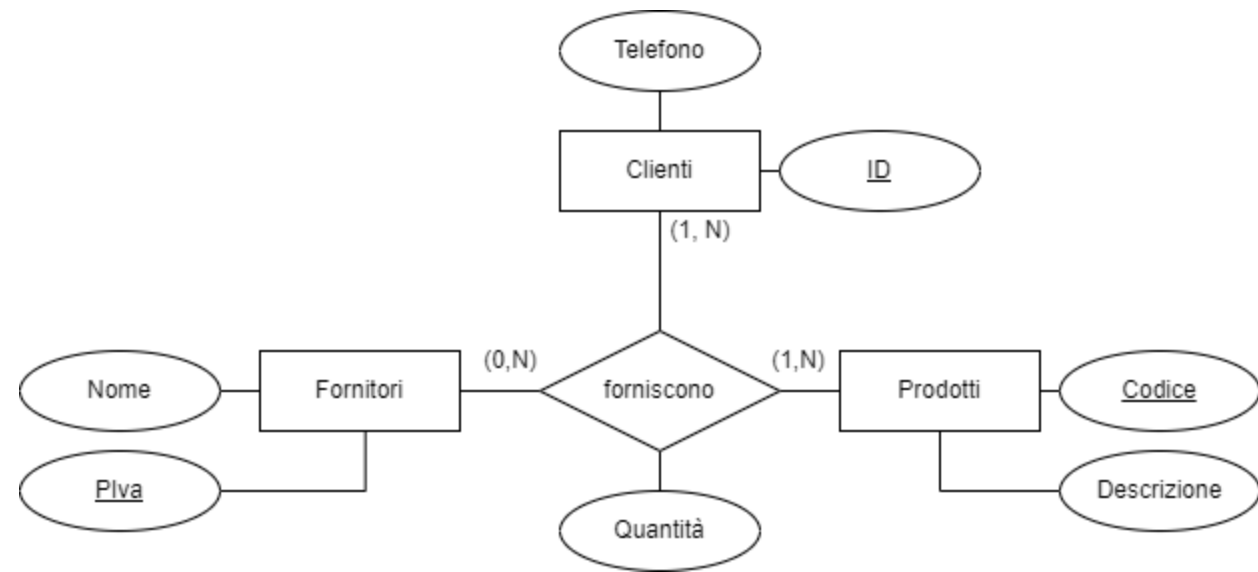 Telefono
Clienti
ID
(1, N)
Nome
Fornitori
(0,N)
forniscono
(1,N)
Prodotti
Codice
PIva
Descrizione
Quantità